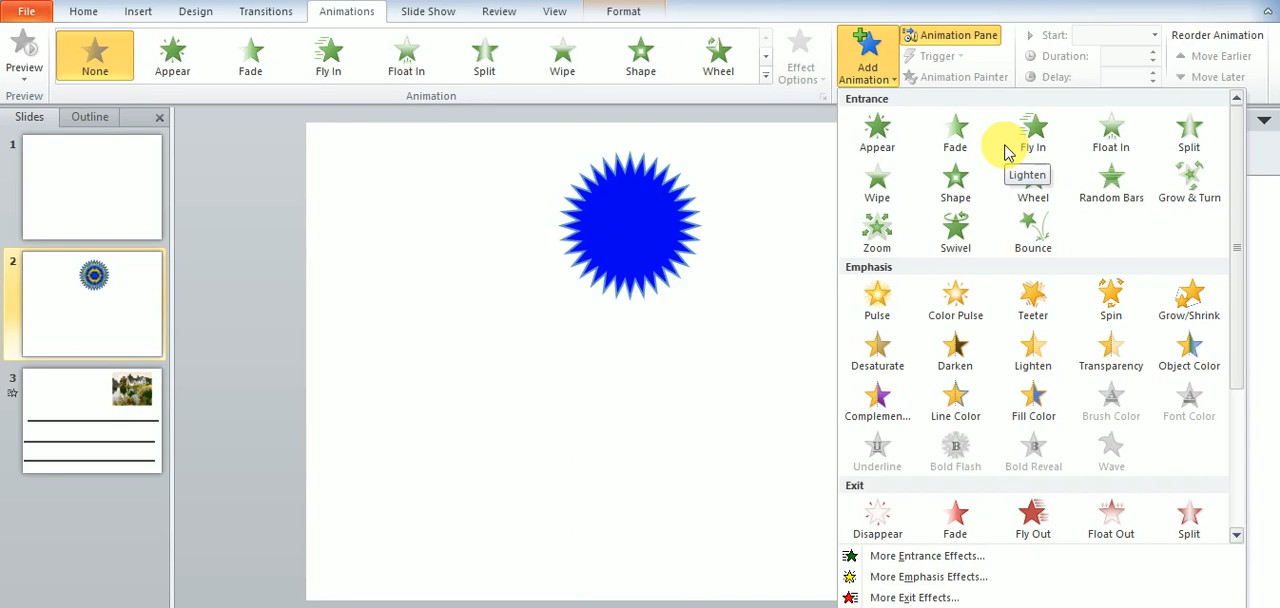 File Home Insert Design Transitions Animations Slide Show Review View Format
Preview None Appear Fade Fly In Float In Split Wipe Shape Wheel Effect Options Add Animation Animation Pane Start: Reorder Animation
Trigger Duration: Move Earlier
Animation Painter Delay: Move Later
Preview Animation
Slides Outline
Entrance
Appear Fade Fly In Float In Split
Lighten
Wipe Shape Wheel Random Bars Grow & Turn
Zoom Swivel Bounce
Emphasis
Pulse Color Pulse Teeter Spin Grow/Shrink
Desaturate Darken Lighten Transparency Object Color
Complemen... Line Color Fill Color Brush Color Font Color
Underline Bold Flash Bold Reveal Wave
Exit
Disappear Fade Fly Out Float Out Split
More Entrance Effects...
More Emphasis Effects...
More Exit Effects...
1
2
3